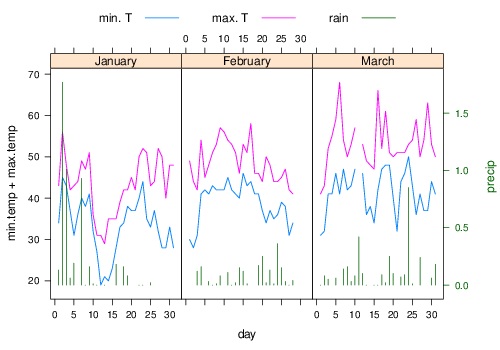 min. T max. T rain
0 5 10 15 20 25 30
January February March
70
60
50
40
30
20
min.temp + max.temp
1.5
1.0
0.5
0.0
precip
0 5 10 15 20 25 30 0 5 10 15 20 25 30
day